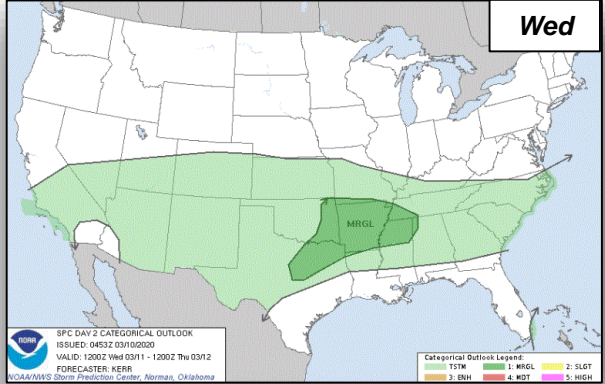 Wed
MRGL
NOAA
SPC DAY 2 CATEGORICAL OUTLOOK
ISSUED: 0453Z 03/10/2020
VALID: 1200Z Wed 03/11 - 1200Z Thu 03/12
FORECASTER: KERR
NOAA/NWS Storm Prediction Center, Norman, Oklahoma
Categorical Outlook Legend:
TSTM 1: MRGL 2: SLGT
3: ENH 4: MDT 5: HIGH